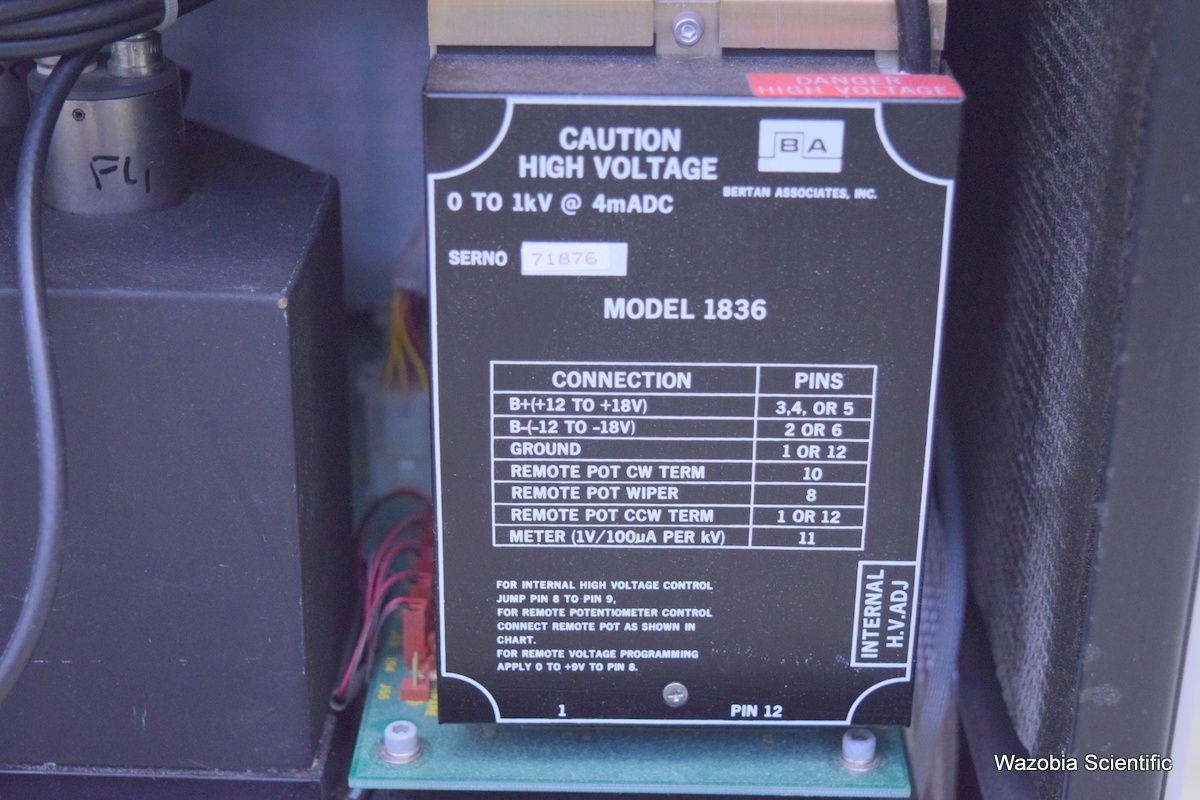 FL1
DANGER
HIGH VOLTAGE
CAUTION
HIGH VOLTAGE
BA
BERTAN ASSOCIATES, INC.
0 TO 1kV @ 4mADC
SERNO 71876
MODEL 1836
CONNECTION PINS
B+(+12 TO +18V) 3,4, OR 5
B-(-12 TO -18V) 2 OR 6
GROUND 1 OR 12
REMOTE POT CW TERM 10
REMOTE POT WIPER 8
REMOTE POT CCW TERM 1 OR 12
METER (1V/100µA PER kV) 11
FOR INTERNAL HIGH VOLTAGE CONTROL
JUMP PIN 8 TO PIN 9,
FOR REMOTE POTENTIOMETER CONTROL
CONNECT REMOTE POT AS SHOWN IN
CHART.
FOR REMOTE VOLTAGE PROGRAMMING
APPLY 0 TO +9V TO PIN 8.
INTERNAL
H.V.ADJ
1 PIN 12
Wazobia Scientific